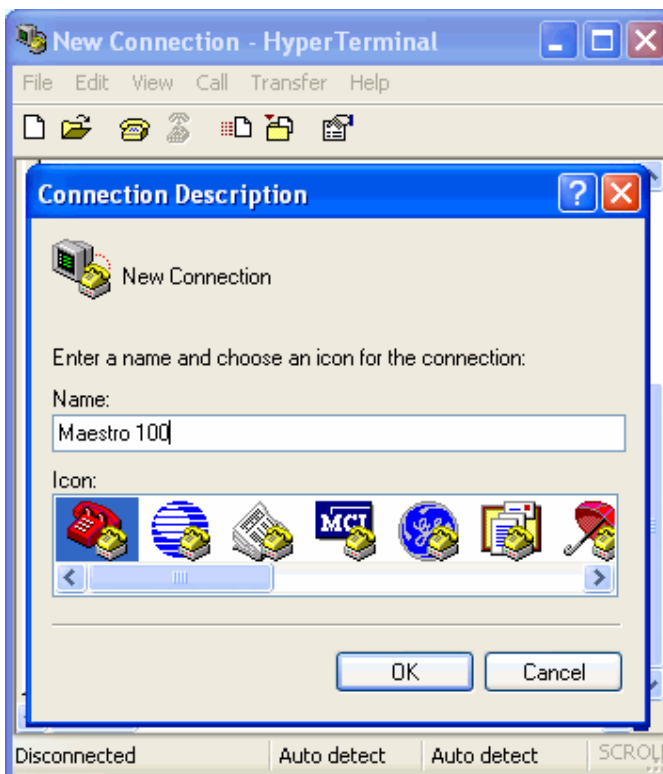 New Connection - HyperTerminal
File Edit View Call Transfer Help
Connection Description
New Connection
Enter a name and choose an icon for the connection:
Name:
Maestro 100
Icon:
MCI
OK Cancel
Disconnected Auto detect Auto detect SCROLL